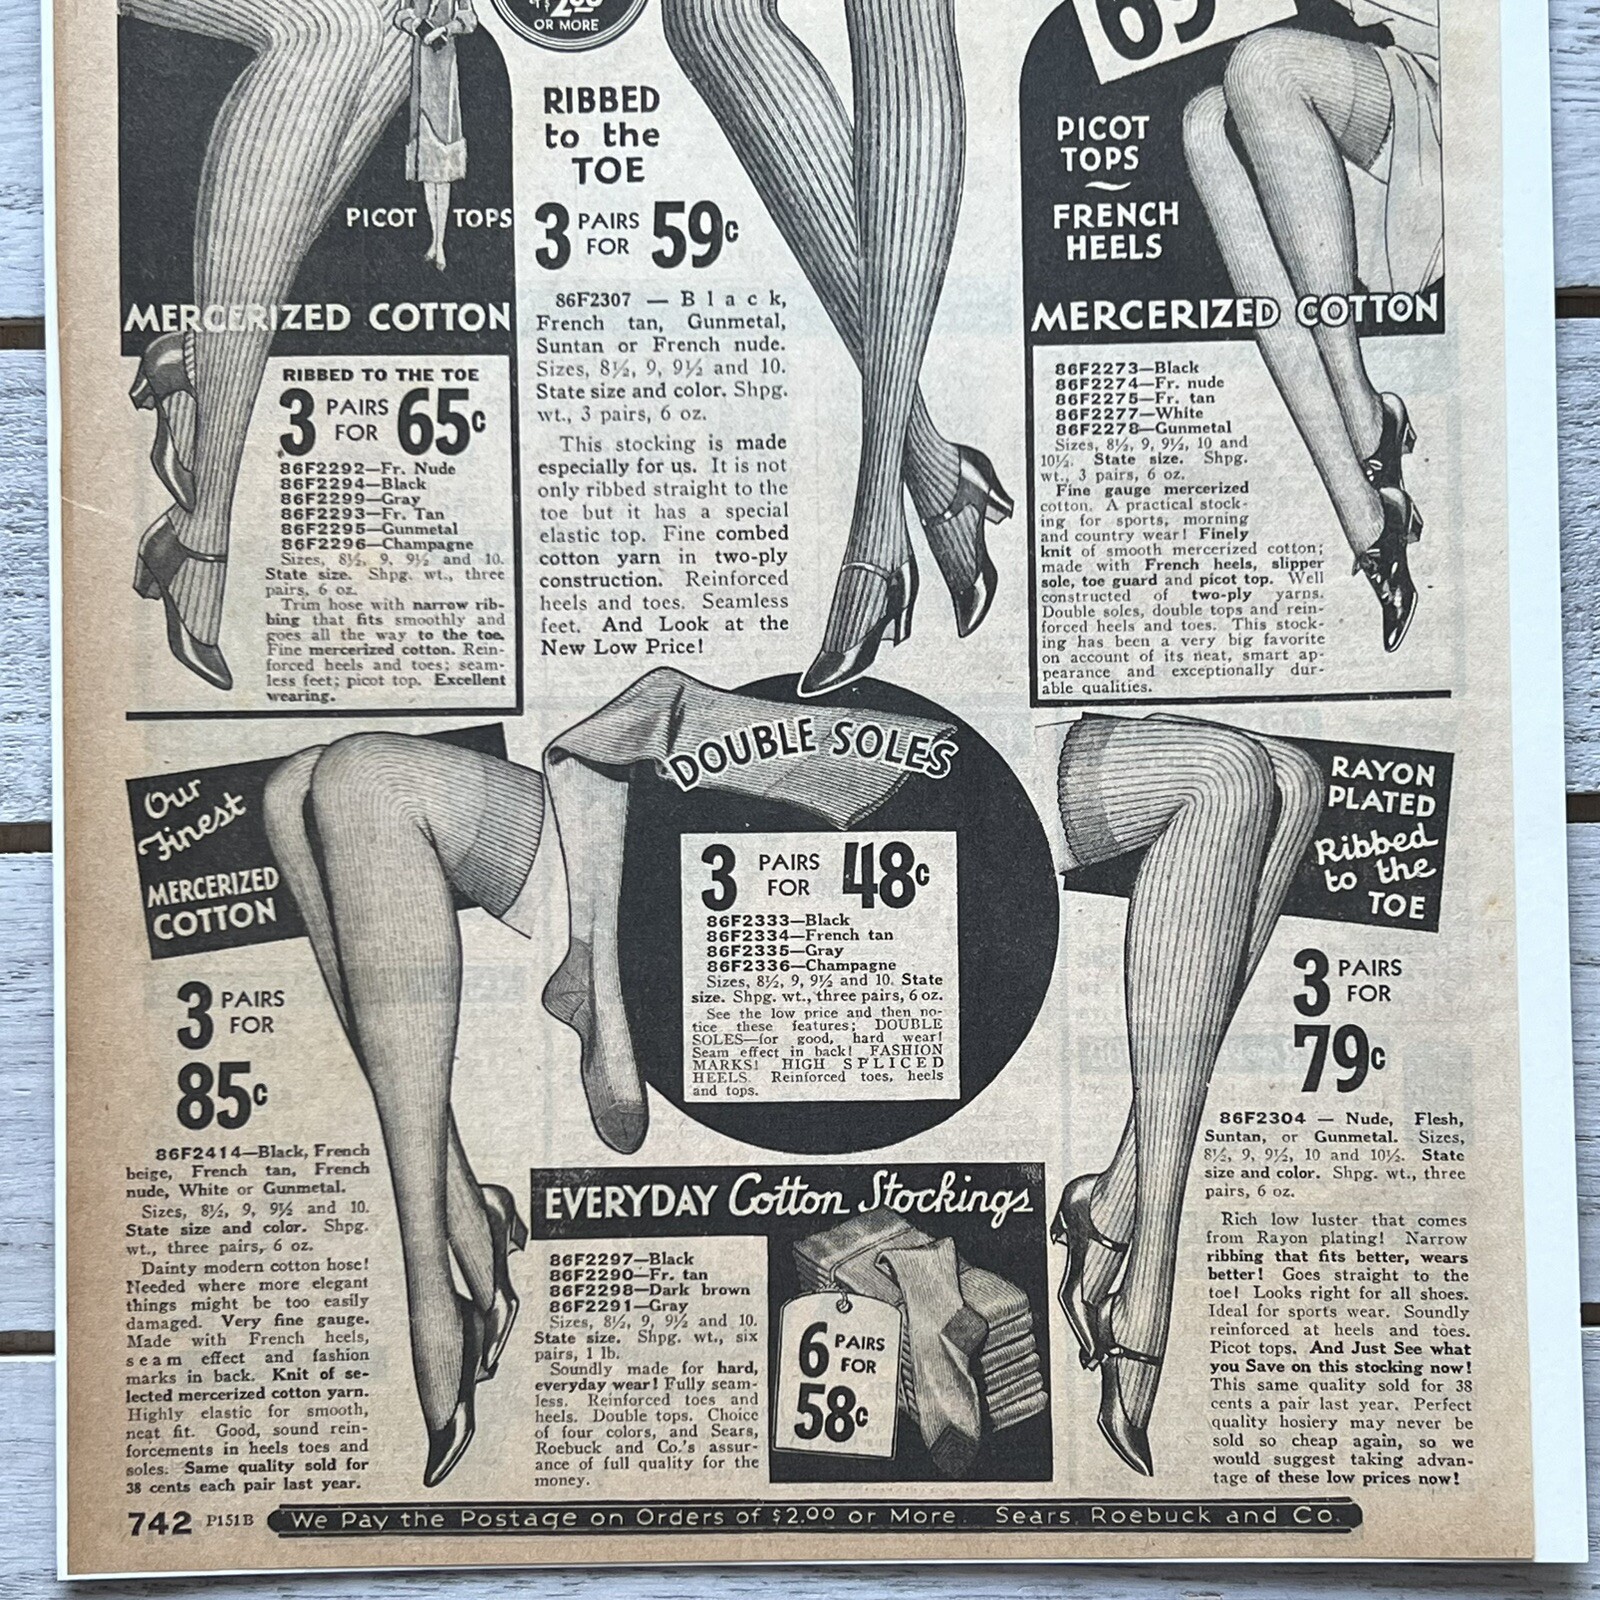 $2.00
OR MORE
69
PICOT TOPS
MERCERIZED COTTON
RIBBED TO THE TOE
3 PAIRS FOR 65c
86F2292—Fr. Nude
86F2294—Black
86F2299—Gray
86F2293—Fr. Tan
86F2295—Gunmetal
86F2296—Champagne
Sizes, 8½, 9, 9½ and 10.
State size. Shpg. wt., three
pairs, 6 oz.
Trim hose with narrow rib-
bing that fits smoothly and
goes all the way to the toe.
Fine mercerized cotton. Rein-
forced heels and toes; seam-
less feet; picot top. Excellent
wearing.
RIBBED
to the
TOE
3 PAIRS FOR 59c
86F2307 — Black,
French tan, Gunmetal,
Suntan or French nude.
Sizes, 8½, 9, 9½ and 10.
State size and color. Shpg.
wt., 3 pairs, 6 oz.
This stocking is made
especially for us. It is not
only ribbed straight to the
toe but it has a special
elastic top. Fine combed
cotton yarn in two-ply
construction. Reinforced
heels and toes. Seamless
feet. And Look at the
New Low Price!
PICOT
TOPS
FRENCH
HEELS
MERCERIZED COTTON
86F2273—Black
86F2274—Fr. nude
86F2275—Fr. tan
86F2277—White
86F2278—Gunmetal
Sizes, 8½, 9, 9½, 10 and
10½. State size. Shpg.
wt., 3 pairs, 6 oz.
Fine gauge mercerized
cotton. A practical stock-
ing for sports, morning
and country wear! Finely
knit of smooth mercerized cotton;
made with French heels, slipper
sole, toe guard and picot top. Well
constructed of two-ply yarns.
Double soles, double tops and rein-
forced heels and toes. This stock-
ing has been a very big favorite
on account of its neat, smart ap-
pearance and exceptionally dur-
able qualities.
Our
Finest
MERCERIZED
COTTON
3 PAIRS FOR
85c
86F2414—Black, French
beige, French tan, French
nude, White or Gunmetal.
Sizes, 8½, 9, 9½ and 10.
State size and color. Shpg.
wt., three pairs, 6 oz.
Dainty modern cotton hose!
Needed where more elegant
things might be too easily
damaged. Very fine gauge.
Made with French heels,
seam effect and fashion
marks in back. Knit of se-
lected mercerized cotton yarn.
Highly elastic for smooth,
neat fit. Good, sound rein-
forcements in heels toes and
soles. Same quality sold for
38 cents each pair last year.
DOUBLE SOLES
3 PAIRS FOR 48c
86F2333—Black
86F2334—French tan
86F2335—Gray
86F2336—Champagne
Sizes, 8½, 9, 9½ and 10. State
size. Shpg. wt., three pairs, 6 oz.
See the low price and then no-
tice these features; DOUBLE
SOLES—for good, hard wear!
Seam effect in back! FASHION
MARKS! HIGH SPLICED
HEELS. Reinforced toes, heels
and tops.
EVERYDAY Cotton Stockings
86F2297—Black
86F2290—Fr. tan
86F2298—Dark brown
86F2291—Gray
Sizes, 8½, 9, 9½ and 10.
State size. Shpg. wt., six
pairs, 1 lb.
Soundly made for hard,
everyday wear! Fully seam-
less. Reinforced toes and
heels. Double tops. Choice
of four colors, and Sears,
Roebuck and Co.'s assur-
ance of full quality for the
money.
6 PAIRS FOR
58c
RAYON
PLATED
Ribbed
to the
TOE
3 PAIRS FOR
79c
86F2304 — Nude, Flesh,
Suntan, or Gunmetal. Sizes,
8½, 9, 9½, 10 and 10½. State
size and color. Shpg. wt., three
pairs, 6 oz.
Rich low luster that comes
from Rayon plating! Narrow
ribbing that fits better, wears
better! Goes straight to the
toe! Looks right for all shoes.
Ideal for sports wear. Soundly
reinforced at heels and toes.
Picot tops. And Just See what
you Save on this stocking now!
This same quality sold for 38
cents a pair last year. Perfect
quality hosiery may never be
sold so cheap again, so we
would suggest taking advan-
tage of these low prices now!
742 P151B We Pay the Postage on Orders of $2.00 or More. Sears, Roebuck and Co.